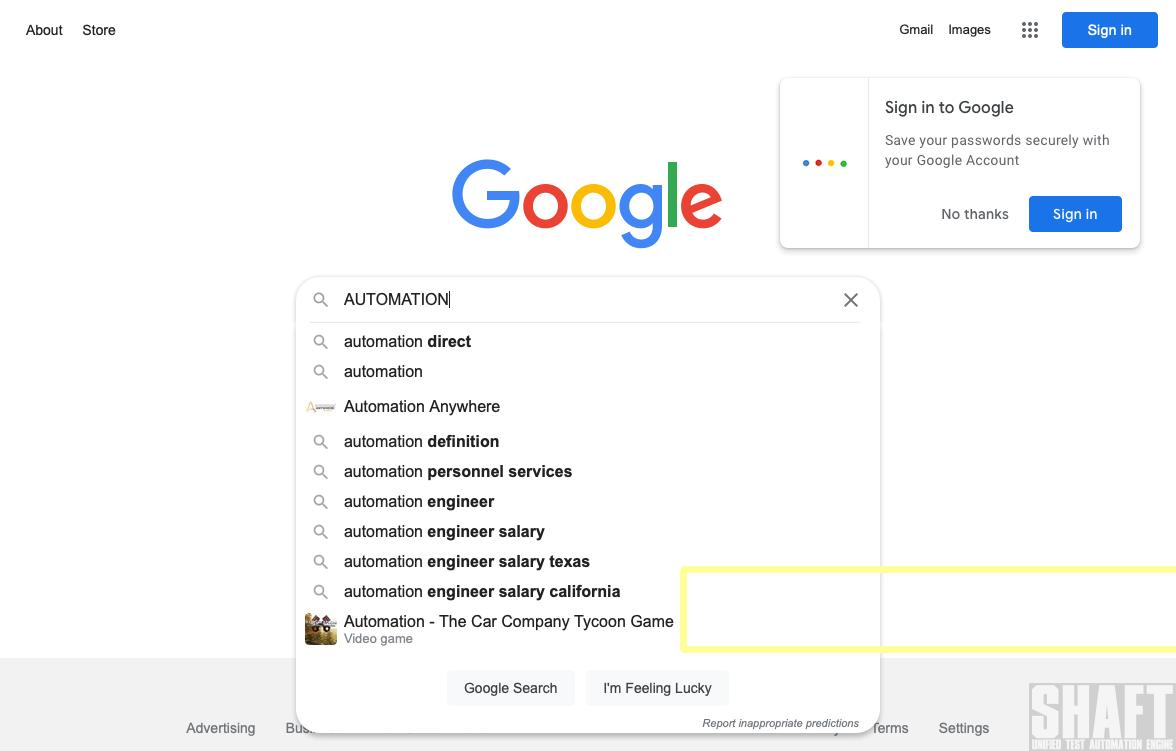 About Store Gmail Images Sign in
Sign in to Google
Save your passwords securely with
your Google Account
No thanks Sign in
Google
AUTOMATION
automation direct
automation
Automation Anywhere
automation definition
automation personnel services
automation engineer
automation engineer salary
automation engineer salary texas
automation engineer salary california
Automation - The Car Company Tycoon Game
Video game
Google Search I'm Feeling Lucky
Report inappropriate predictions
Advertising Terms Settings
SHAFT
UNIFIED TEST AUTOMATION ENGINE